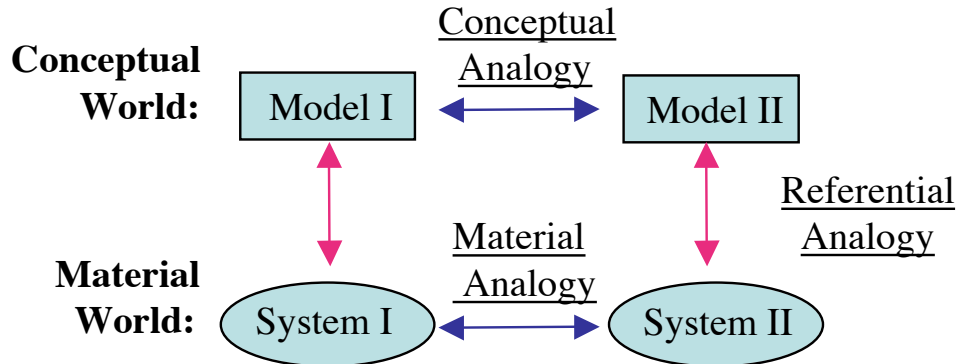 Conceptual
Analogy
Conceptual
World:
Model I
Model II
Referential
Analogy
Material
Analogy
Material
World:
System I
System II